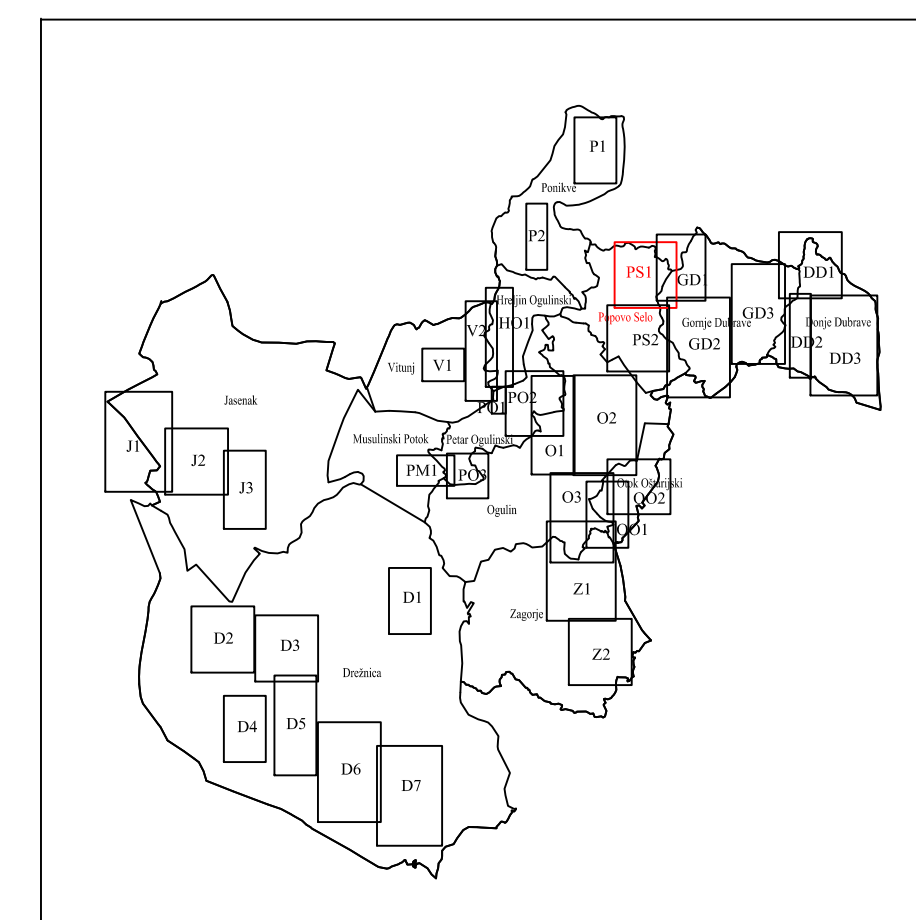 P1
Ponikve
P2
PS1
GD1
DD1
Hreljin Ogulinski
V2
HO1
Popovo Selo
GD3
Gornje Dubrave
Donje Dubrave
PS2
GD2
DD2
DD3
Vitunj
V1
Jasenak
PO1
PO2
O2
J1
Musulinski Potok
Petar Ogulinski
O1
J2
PM1
PO3
J3
O3
Otok Oštarijski
OO2
Ogulin
OO1
D1
Z1
Zagorje
D2
D3
Z2
Drežnica
D4
D5
D6
D7